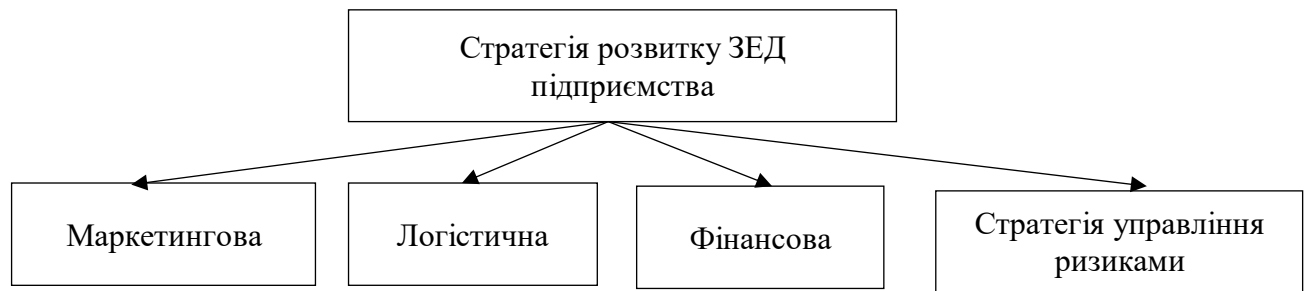 Стратегія розвитку ЗЕД
підприємства
Маркетингова
Логістична
Фінансова
Стратегія управління
ризиками